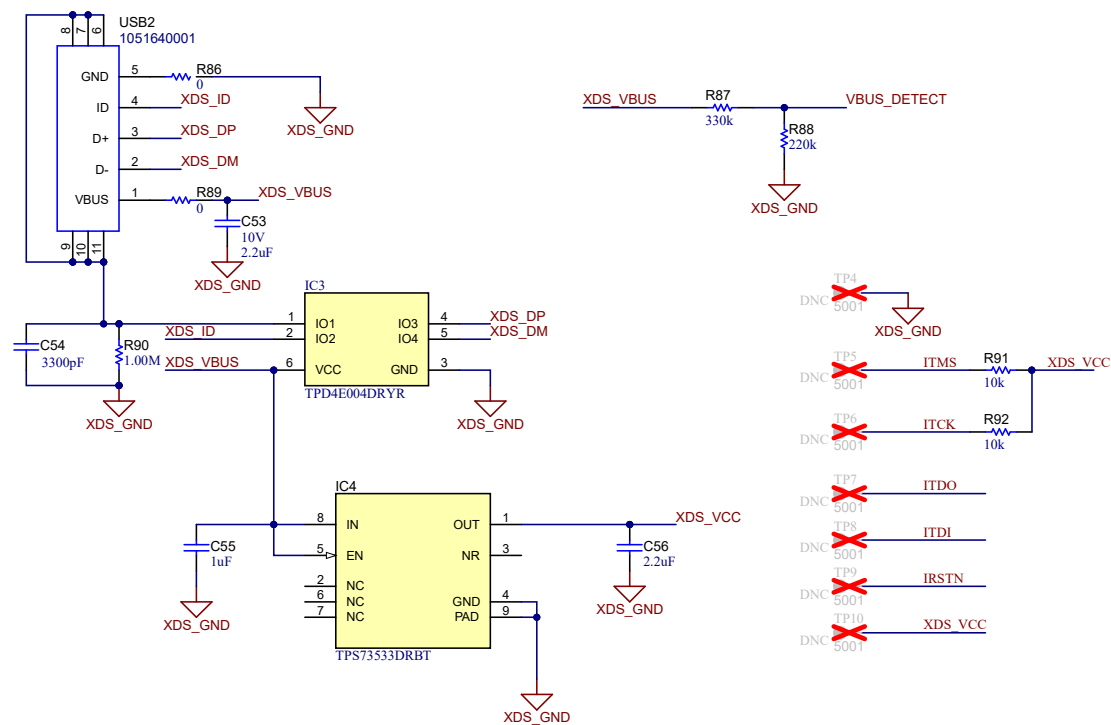 USB2
1051640001
8 7 6
GND 5 R86
0
ID 4 XDS_ID
XDS_GND
D+ 3 XDS_DP
D- 2 XDS_DM
VBUS 1 R89 XDS_VBUS
0
C53
10V
2.2uF
9 10 11
XDS_GND
XDS_VBUS R87 VBUS_DETECT
330k
R88
220k
XDS_GND
IC3
1 IO1 IO3 4 XDS_DP
XDS_ID 2 IO2 IO4 5 XDS_DM
XDS_VBUS 6 VCC GND 3
TPD4E004DRYR
C54
3300pF
R90
1.00M
XDS_GND
XDS_GND
IC4
8 IN OUT 1 XDS_VCC
5 EN NR 3
2 NC
6 NC GND 4
7 NC PAD 9
TPS73533DRBT
C55
1uF
XDS_GND
C56
2.2uF
XDS_GND
XDS_GND
TP4
DNC 5001
XDS_GND
TP5
DNC 5001 ITMS R91 XDS_VCC
10k
TP6
DNC 5001 ITCK R92
10k
TP7
DNC 5001 ITDO
TP8
DNC 5001 ITDI
TP9
DNC 5001 IRSTN
TP10
DNC 5001 XDS_VCC